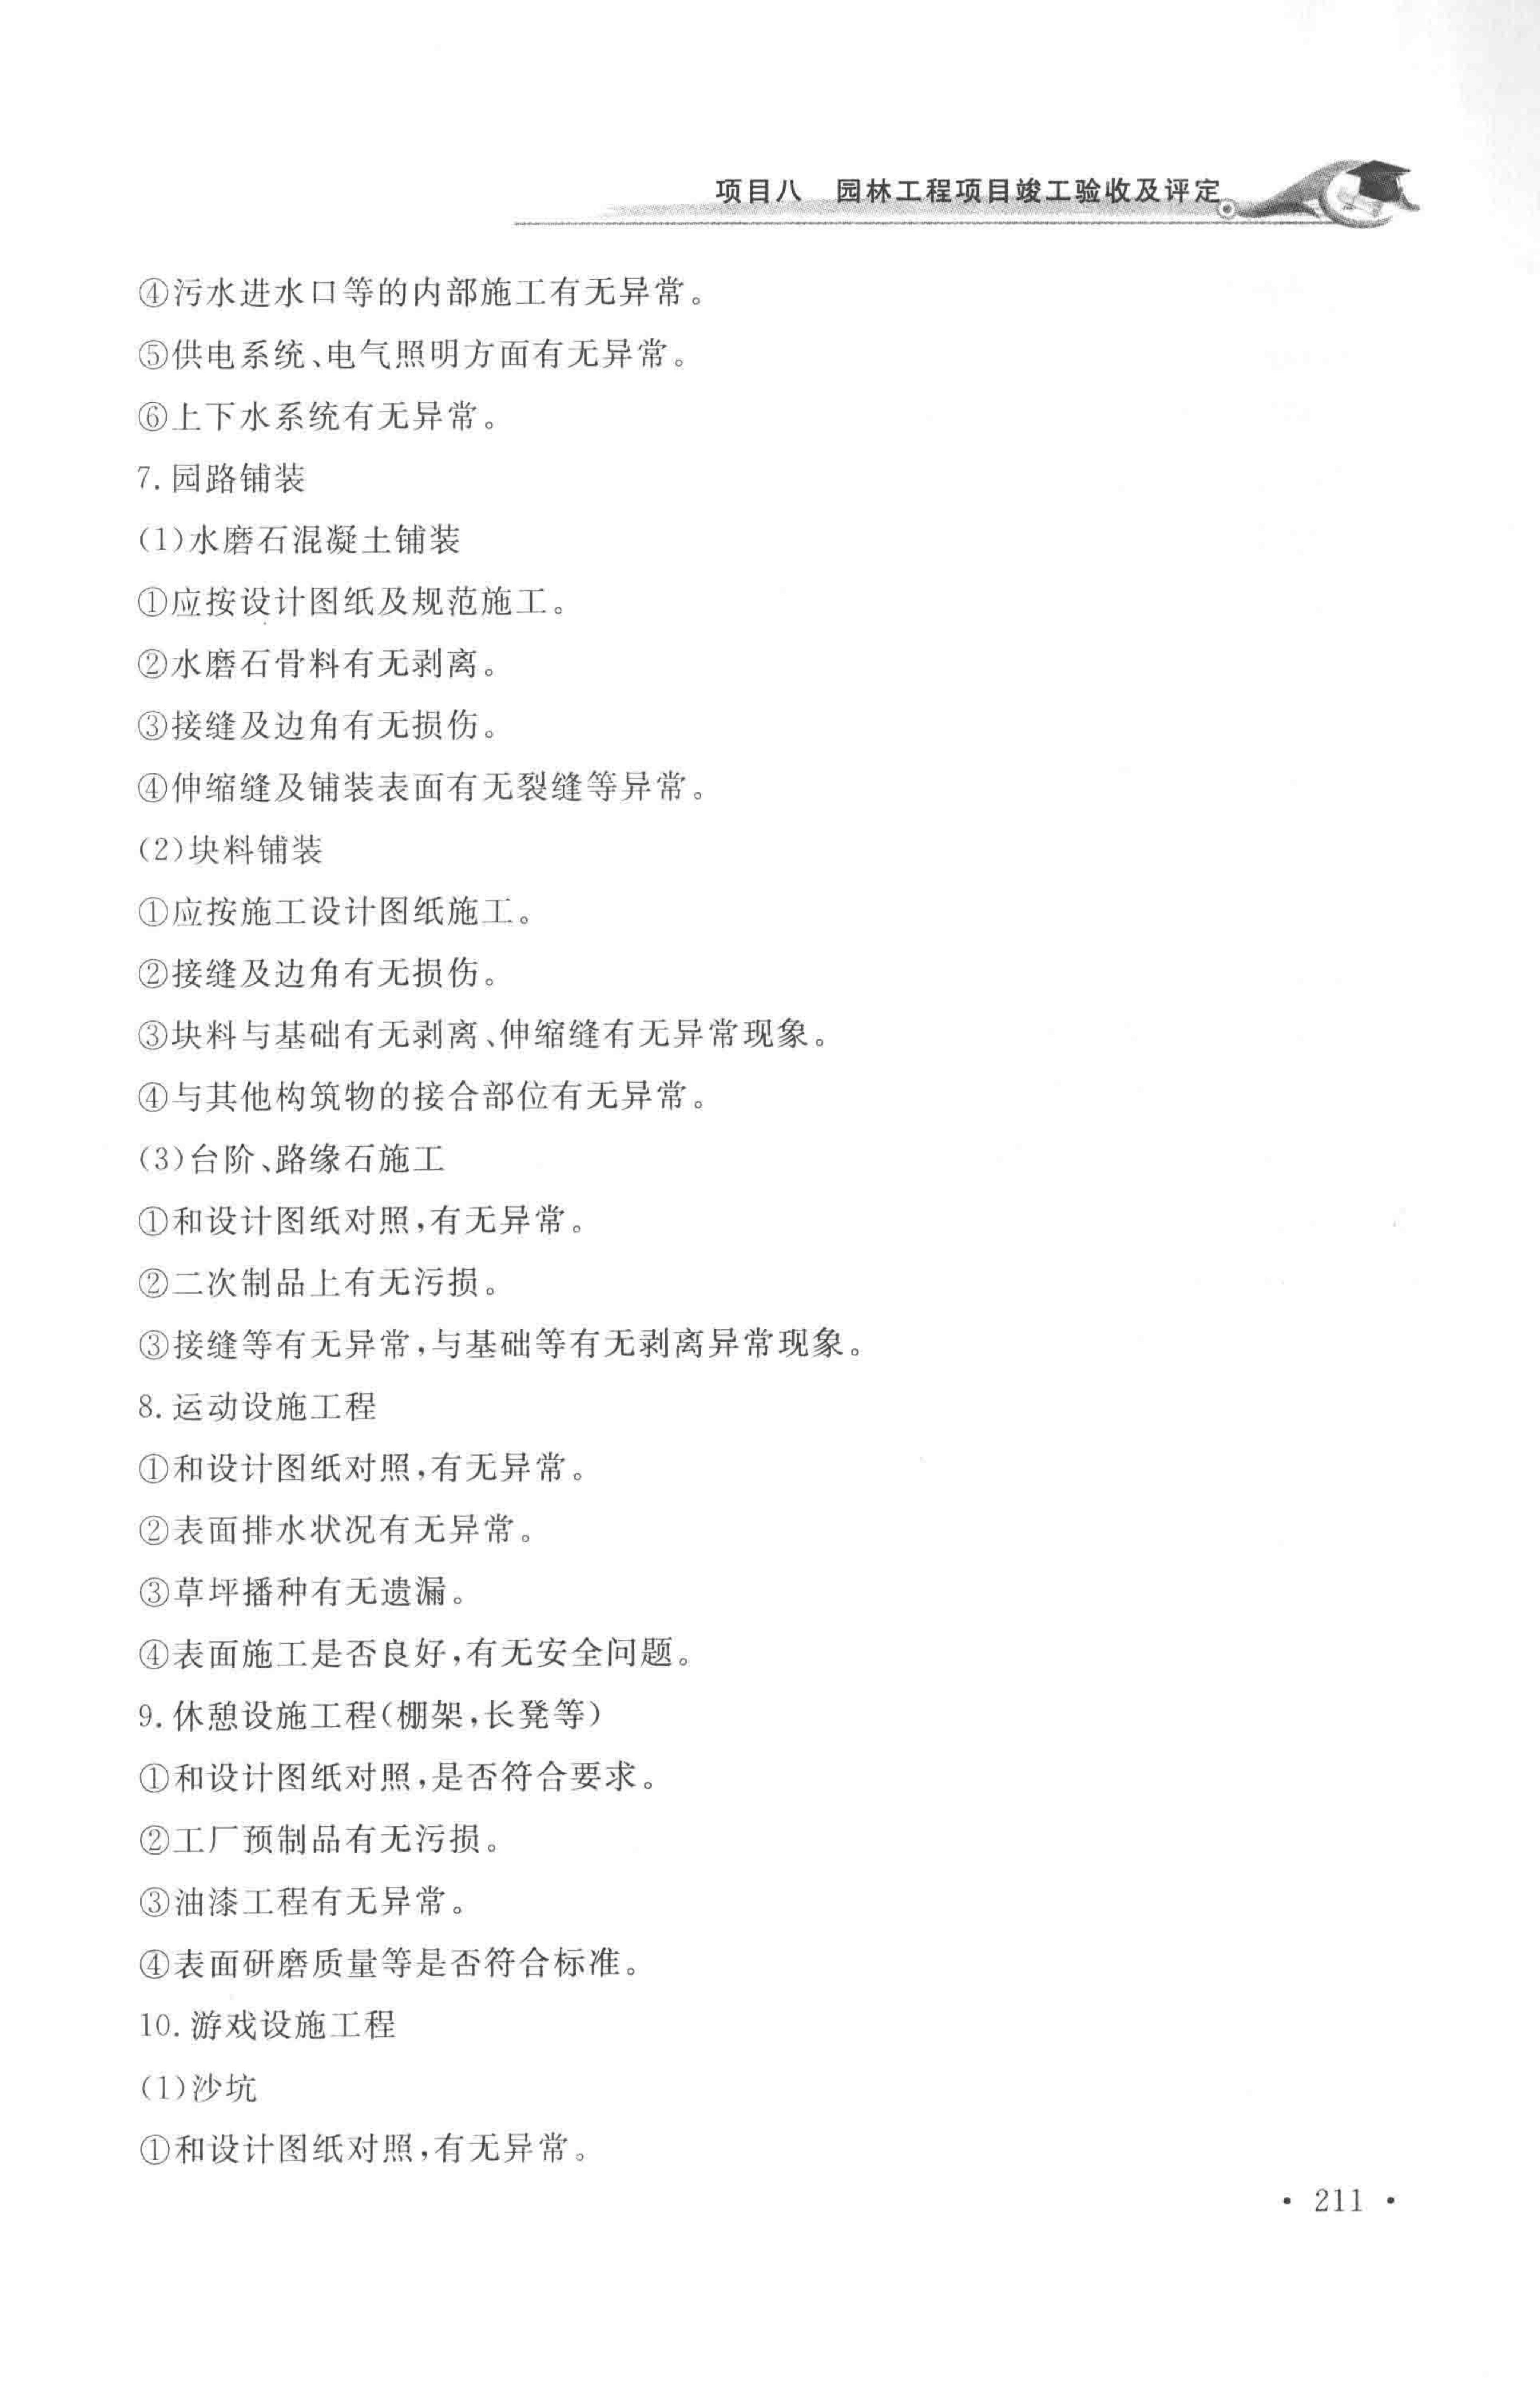 项目八　园林工程项目竣工验收及评定
④污水进水口等的内部施工有无异常。
⑤供电系统、电气照明方面有无异常。
⑥上下水系统有无异常。
7. 园路铺装
(1)水磨石混凝土铺装
①应按设计图纸及规范施工。
②水磨石骨料有无剥离。
③接缝及边角有无损伤。
④伸缩缝及铺装表面有无裂缝等异常。
(2)块料铺装
①应按施工设计图纸施工。
②接缝及边角有无损伤。
③块料与基础有无剥离、伸缩缝有无异常现象。
④与其他构筑物的接合部位有无异常。
(3)台阶、路缘石施工
①和设计图纸对照,有无异常。
②二次制品上有无污损。
③接缝等有无异常,与基础等有无剥离异常现象。
8. 运动设施工程
①和设计图纸对照,有无异常。
②表面排水状况有无异常。
③草坪播种有无遗漏。
④表面施工是否良好,有无安全问题。
9. 休憩设施工程(棚架,长凳等)
①和设计图纸对照,是否符合要求。
②工厂预制品有无污损。
③油漆工程有无异常。
④表面研磨质量等是否符合标准。
10. 游戏设施工程
(1)沙坑
①和设计图纸对照,有无异常。
• 211 •